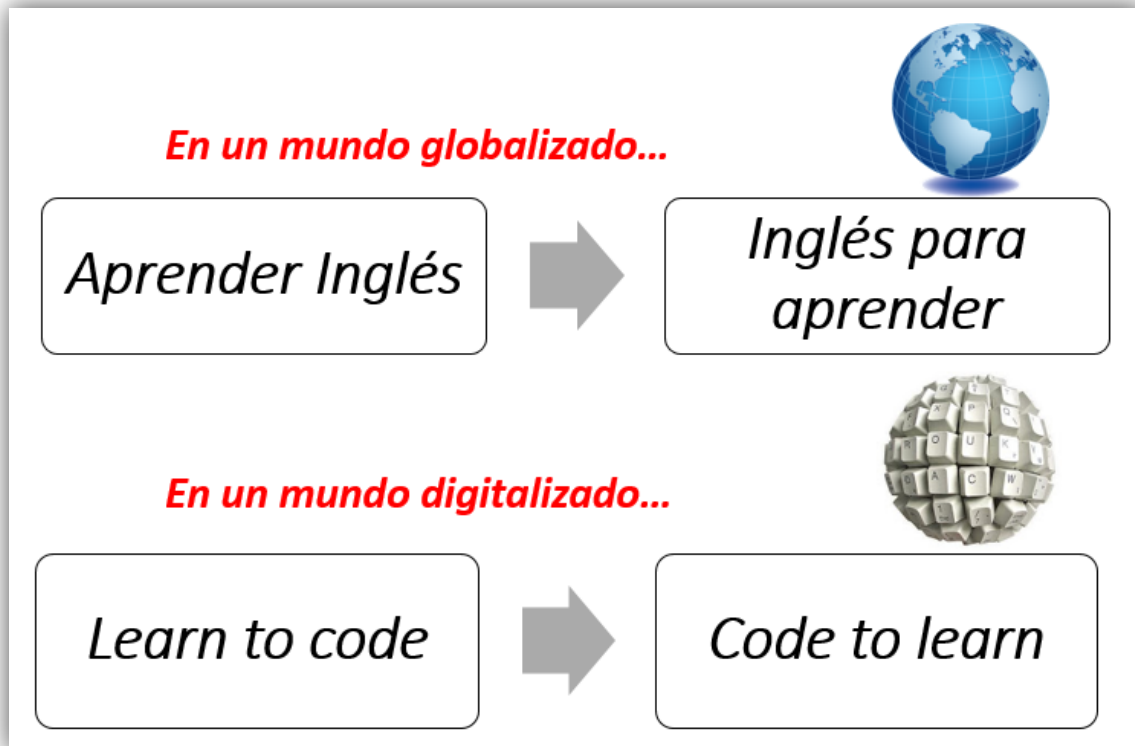 En un mundo globalizado...
Aprender Inglés
Inglés para
aprender
En un mundo digitalizado...
Learn to code
Code to learn